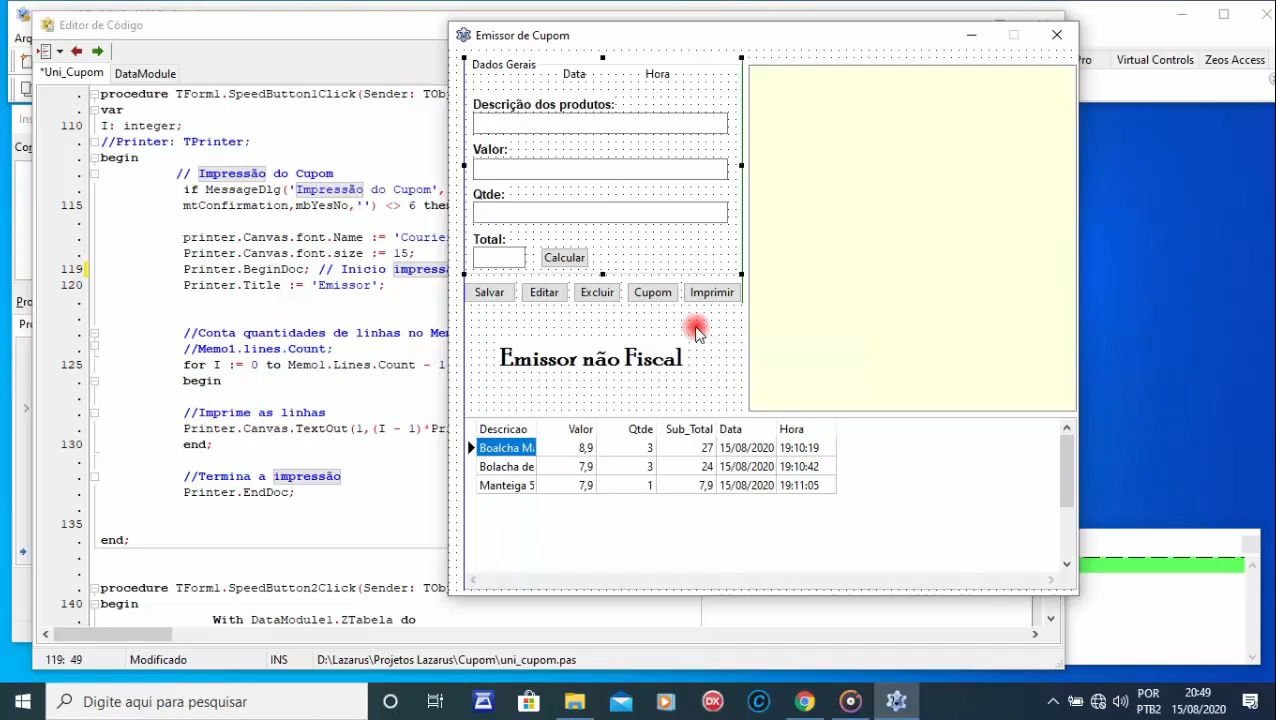 Editor de Código
*Uni_Cupom
DataModule
procedure TForm1.SpeedButton1Click(Sender: TObj
var
110
I: integer;
//Printer: TPrinter;
begin
// Impressão do Cupom
if MessageDlg('Impressão do Cupom',
115
mtConfirmation,mbYesNo,'') <> 6 then
printer.Canvas.font.Name := 'Courie
Printer.Canvas.font.size := 15;
119
Printer.BeginDoc; // Inicio impressã
120
Printer.Title := 'Emissor';
//Conta quantidades de linhas no Me
//Memo1.lines.Count;
125
for I := 0 to Memo1.Lines.Count - 1
begin
//Imprime as linhas
Printer.Canvas.TextOut(1,(I - 1)*Pri
130
end;
//Termina a impressão
Printer.EndDoc;
135
end;
procedure TForm1.SpeedButton2Click(Sender: TOb
140
begin
With DataModule1.ZTabela do
119: 49
Modificado
INS
D:\Lazarus\Projetos Lazarus\Cupom\uni_cupom.pas
Emissor de Cupom
Dados Gerais
Data
Hora
Descrição dos produtos:
Valor:
Qtde:
Total:
Calcular
Salvar
Editar
Excluir
Cupom
Imprimir
Emissor não Fiscal
Descricao Valor Qtde Sub_Total Data Hora
Boalcha M 8,9 3 27 15/08/2020 19:10:19
Bolacha de 7,9 3 24 15/08/2020 19:10:42
Manteiga 5 7,9 1 7,9 15/08/2020 19:11:05
Virtual Controls
Zeos Access
Digite aqui para pesquisar
POR
PTB2
20:49
15/08/2020